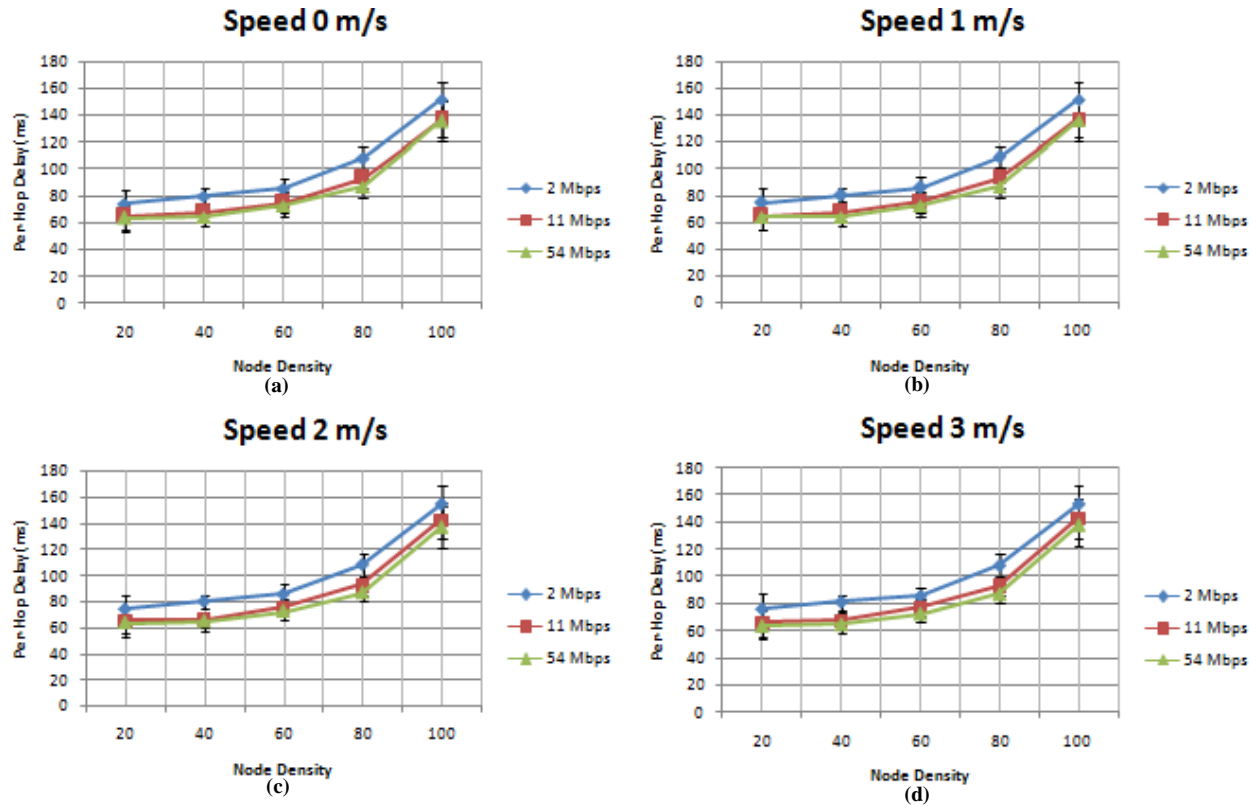 Speed 0 m/s
Per-Hop Delay (ms)
180
160
140
120
100
80
60
40
20
0
20 40 60 80 100
Node Density
2 Mbps
11 Mbps
54 Mbps
(a)
Speed 1 m/s
Per-Hop Delay (ms)
180
160
140
120
100
80
60
40
20
0
20 40 60 80 100
Node Density
2 Mbps
11 Mbps
54 Mbps
(b)
Speed 2 m/s
Per-Hop Delay (ms)
180
160
140
120
100
80
60
40
20
0
20 40 60 80 100
Node Density
2 Mbps
11 Mbps
54 Mbps
(c)
Speed 3 m/s
Per-Hop Delay (ms)
180
160
140
120
100
80
60
40
20
0
20 40 60 80 100
Node Density
2 Mbps
11 Mbps
54 Mbps
(d)